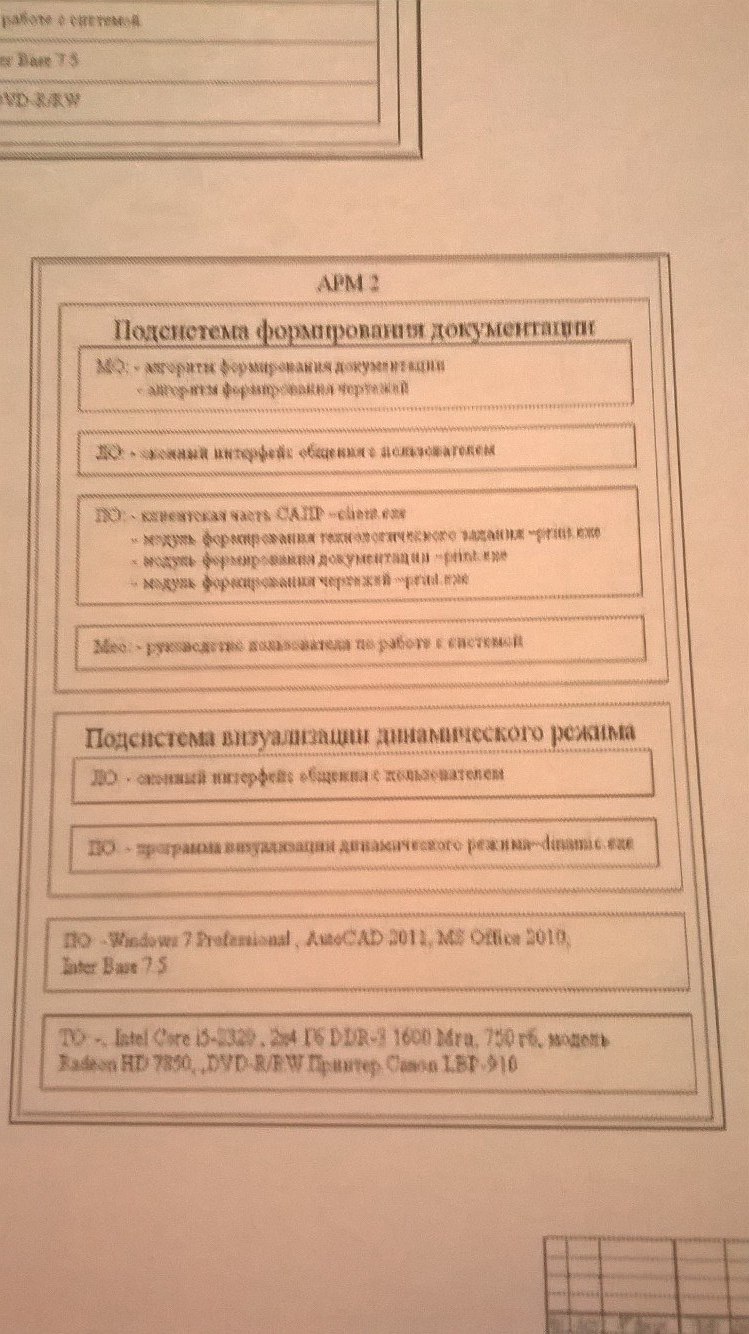 работе с системой
er Base 7.5
DVD-R/RW
АРМ 2
Подсистема формирования документации
МО: - алгоритм формирования документации
- алгоритм формирования чертежей
ЛО: - оконный интерфейс общения с пользователем
ПО: - клиентская часть САПР –client.exe
- модуль формирования технологического задания –print.exe
- модуль формирования документации –print.exe
- модуль формирования чертежей –print.exe
Мео: - руководство пользователя по работе с системой
Подсистема визуализации динамического режима
ЛО: - оконный интерфейс общения с пользователем
ПО: - программа визуализации динамического режима–dinamic.exe
ПО: -Windows 7 Professional , AutoCAD 2011, MS Office 2010,
Inter Base 7.5
ТО: -, Intel Core i5-2320 , 2x4 Гб DDR-3 1600 Мгц, 750 гб, модель
Radeon HD 7850, ,DVD-R/RW Принтер Canon LBP-910